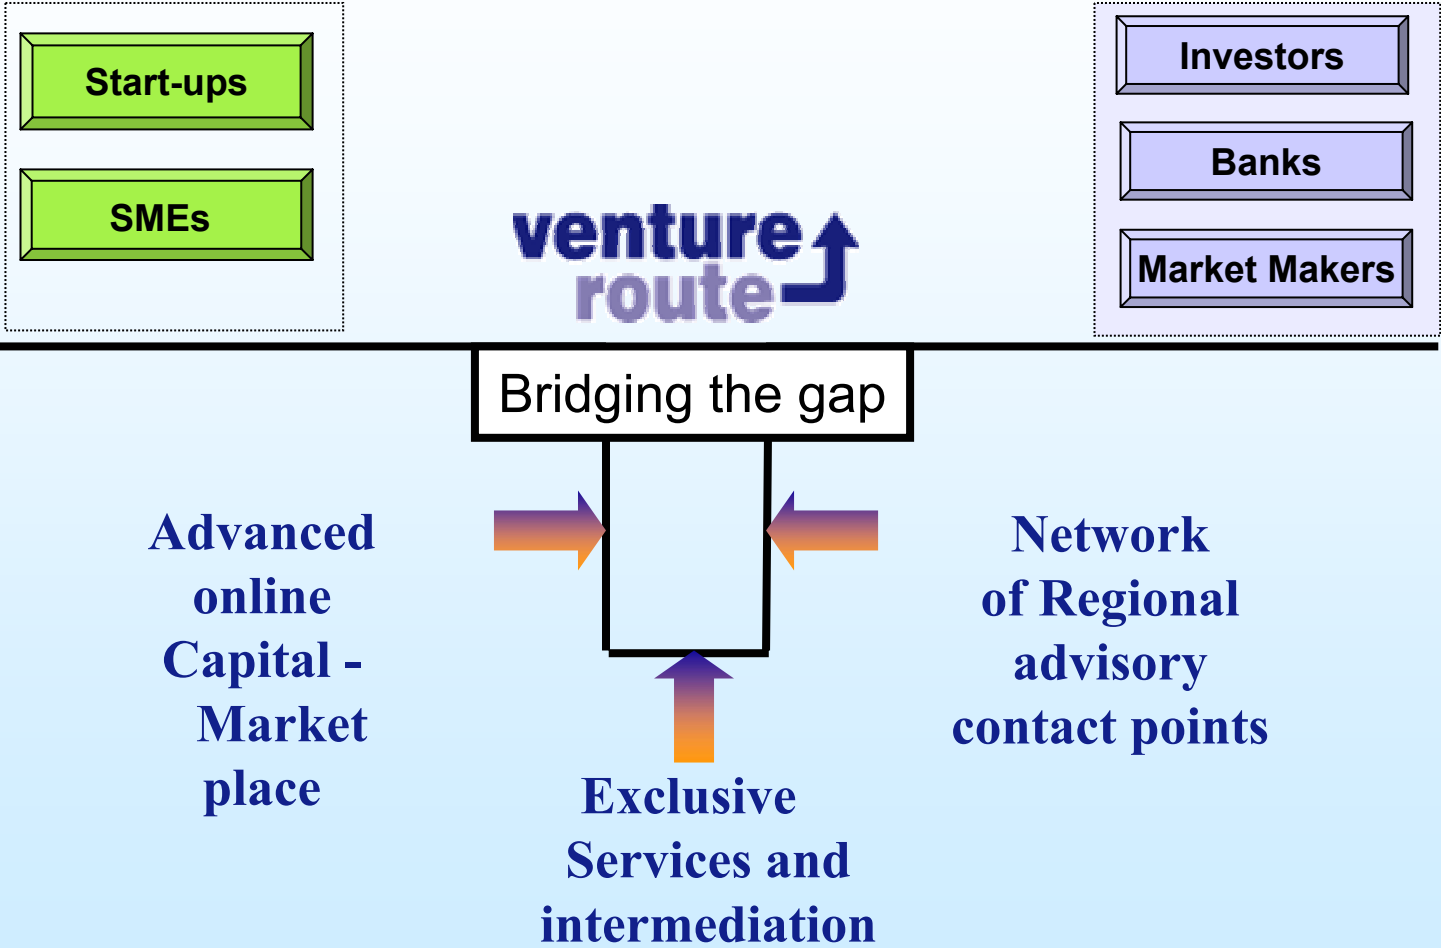 Start-ups
SMEs
Investors
Banks
Market Makers
venture
route
Bridging the gap
Advanced
online
Capital -
Market
place
Network
of Regional
advisory
contact points
Exclusive
Services and
intermediation